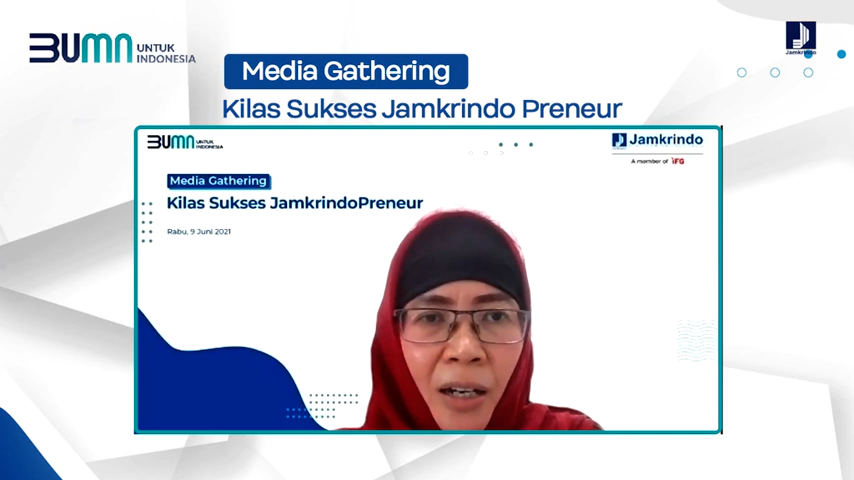 BUMN UNTUK
INDONESIA
Jamkrindo
Media Gathering
Kilas Sukses Jamkrindo Preneur
BUMN UNTUK
INDONESIA
Jamkrindo
A member of IFG
Media Gathering
Kilas Sukses JamkrindoPreneur
Rabu, 9 Juni 2021